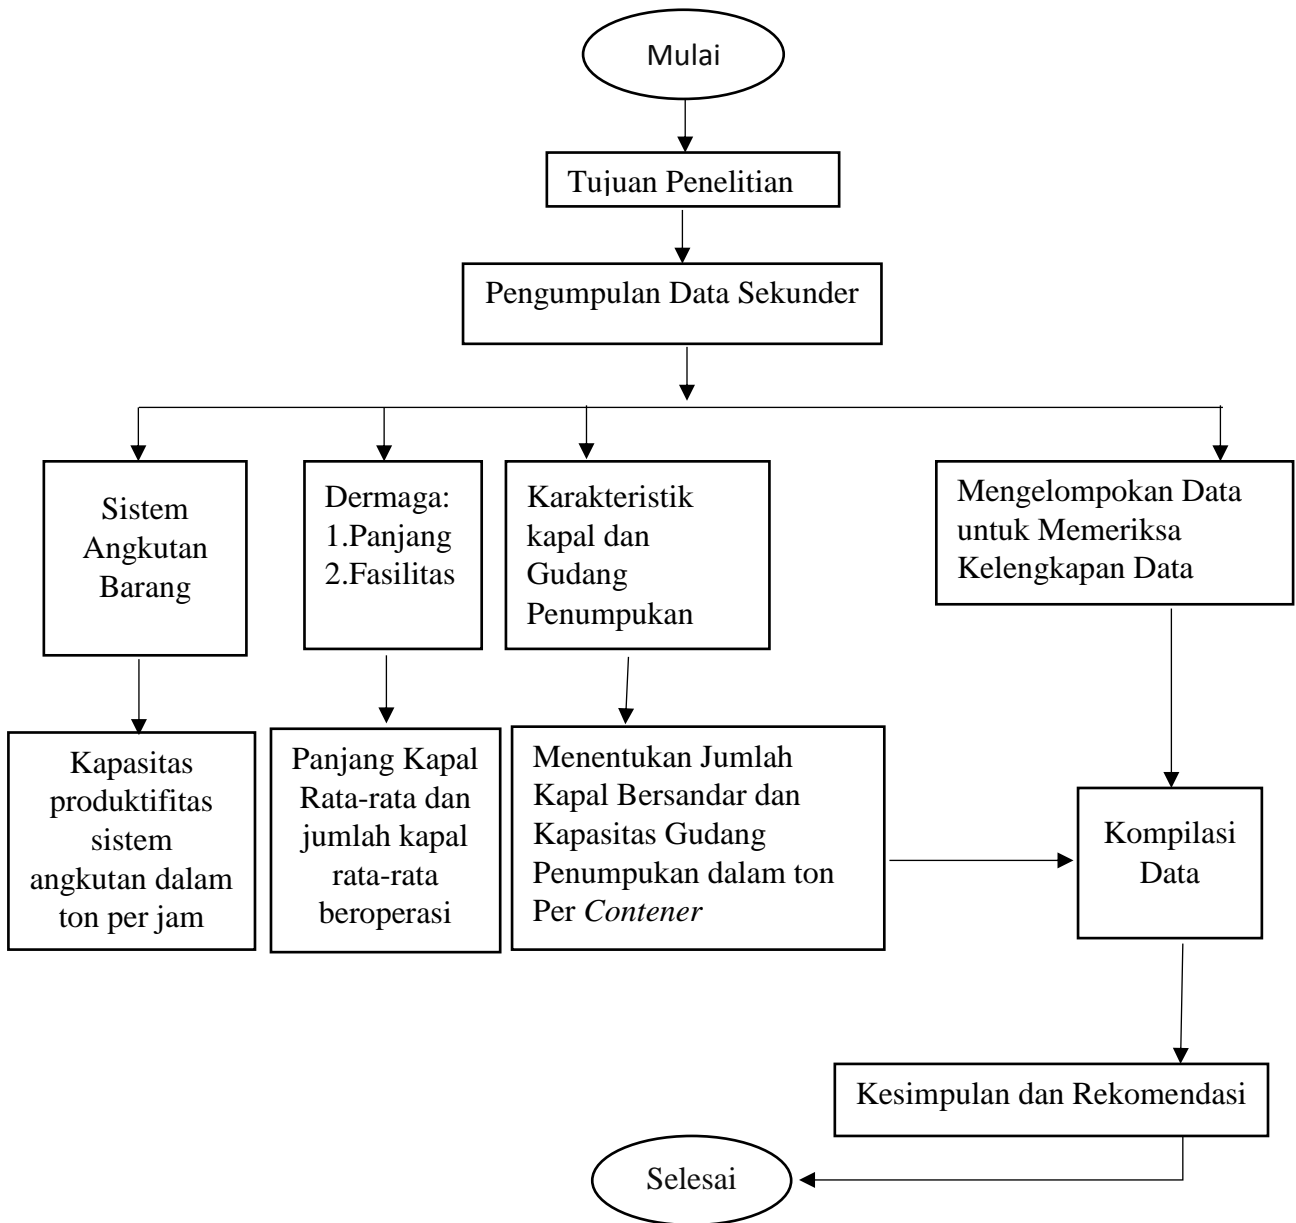 Mulai
Tujuan Penelitian
Pengumpulan Data Sekunder
Sistem
Angkutan
Barang
Dermaga:
1.Panjang
2.Fasilitas
Karakteristik
kapal dan
Gudang
Penumpukan
Mengelompokan Data
untuk Memeriksa
Kelengkapan Data
Kapasitas
produktifitas
sistem
angkutan dalam
ton per jam
Panjang Kapal
Rata-rata dan
jumlah kapal
rata-rata
beroperasi
Menentukan Jumlah
Kapal Bersandar dan
Kapasitas Gudang
Penumpukan dalam ton
Per Contener
Kompilasi
Data
Kesimpulan dan Rekomendasi
Selesai